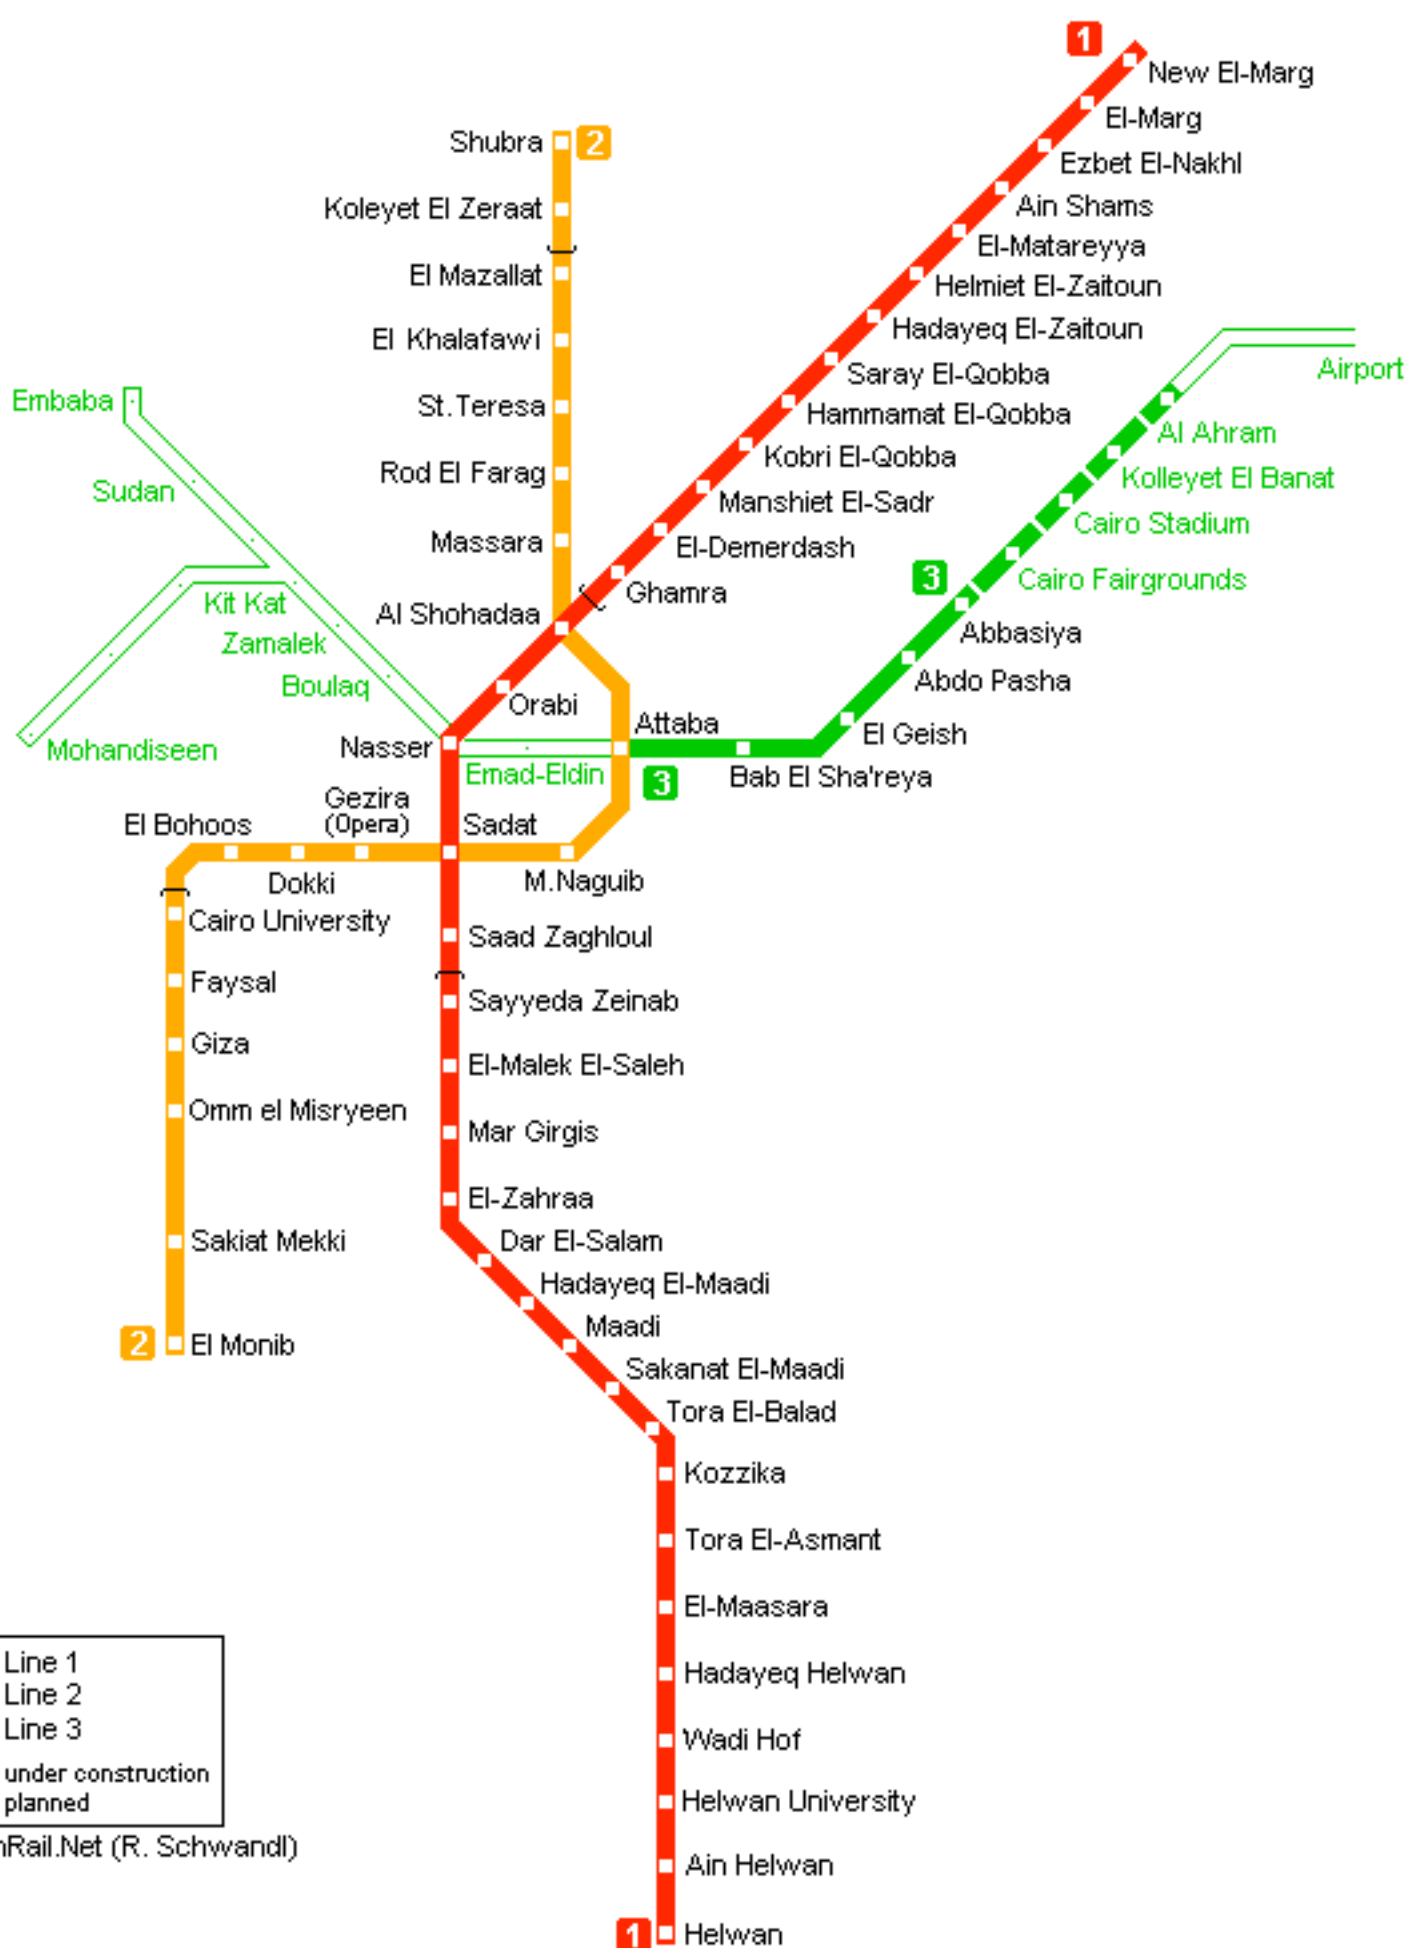 1
New El-Marg
El-Marg
Shubra
2
Ezbet El-Nakhl
Koleyet El Zeraat
Ain Shams
El-Matareyya
El Mazallat
Helmiet El-Zaitoun
El Khalafawi
Hadayeq El-Zaitoun
Saray El-Qobba
Airport
Embaba
St.Teresa
Hammamat El-Qobba
Al Ahram
Kobri El-Qobba
Rod El Farag
Kolleyet El Banat
Sudan
Manshiet El-Sadr
Cairo Stadium
Massara
El-Demerdash
3
Cairo Fairgrounds
Ghamra
Kit Kat
Al Shohadaa
Abbasiya
Zamalek
Abdo Pasha
Boulaq
Orabi
Attaba
El Geish
Mohandiseen
Nasser
Emad-Eldin
3
Bab El Sha'reya
Gezira
(Opera)
El Bohoos
Sadat
Dokki
M.Naguib
Cairo University
Saad Zaghloul
Faysal
Sayyeda Zeinab
Giza
El-Malek El-Saleh
Omm el Misryeen
Mar Girgis
El-Zahraa
Sakiat Mekki
Dar El-Salam
Hadayeq El-Maadi
Maadi
2
El Monib
Sakanat El-Maadi
Tora El-Balad
Kozzika
Tora El-Asmant
El-Maasara
Hadayeq Helwan
Wadi Hof
Helwan University
Ain Helwan
1
Helwan
Line 1
Line 2
Line 3
under construction
planned
nRail.Net (R. Schwandl)